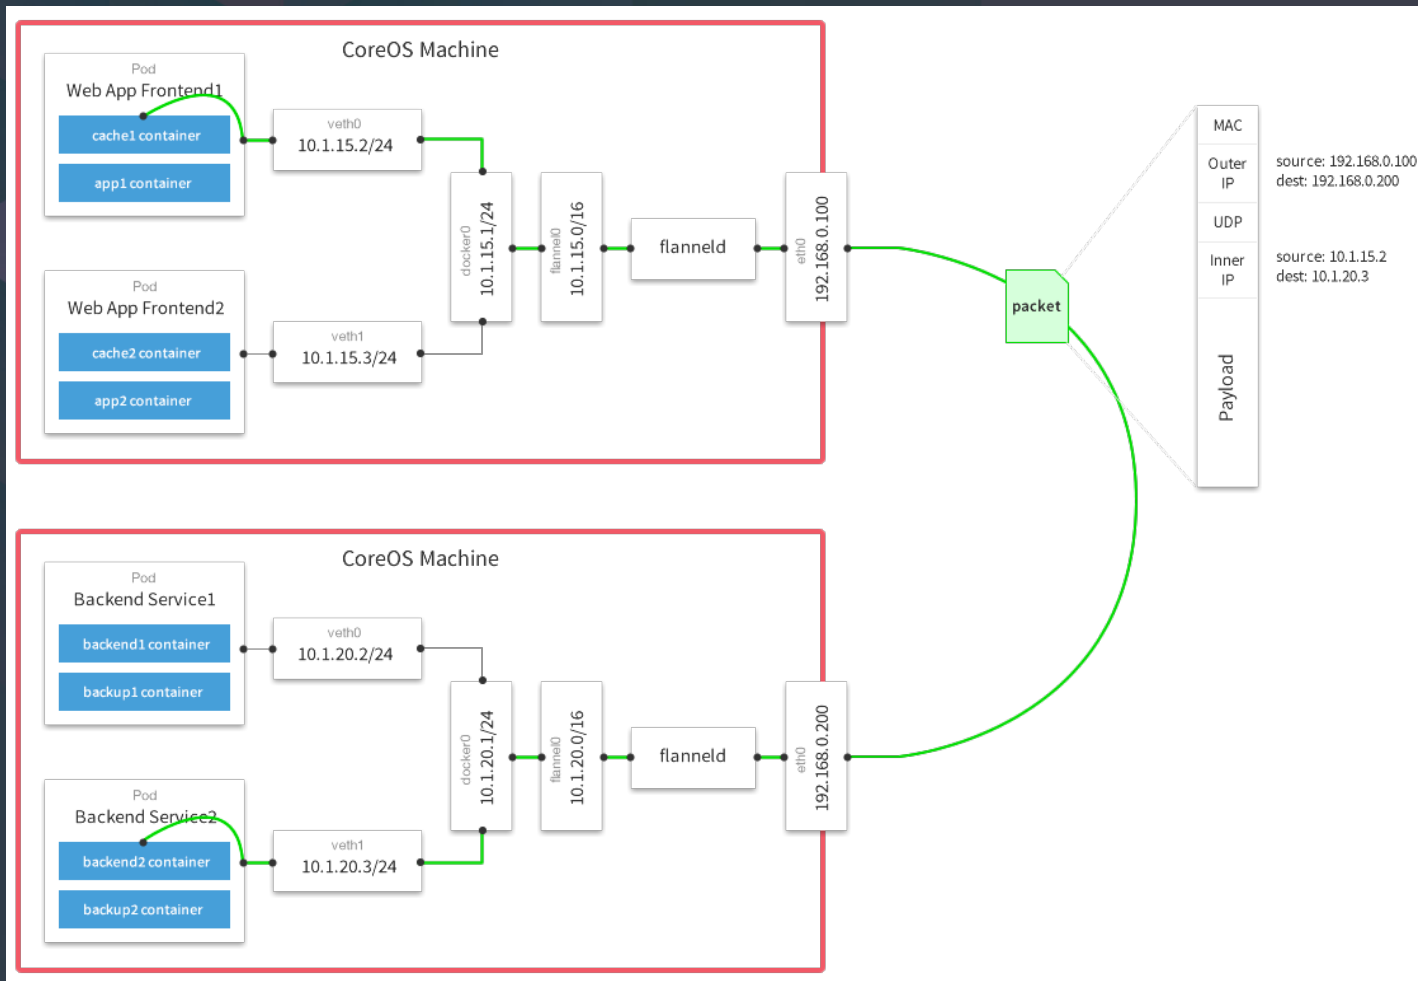 CoreOS Machine
Pod
Web App Frontend1
cache1 container
app1 container
veth0
10.1.15.2/24
Pod
Web App Frontend2
cache2 container
app2 container
veth1
10.1.15.3/24
docker0
10.1.15.1/24
flannel0
10.1.15.0/16
flanneld
eth0
192.168.0.100
packet
MAC
Outer
IP
source: 192.168.0.100
dest: 192.168.0.200
UDP
Inner
IP
source: 10.1.15.2
dest: 10.1.20.3
Payload
CoreOS Machine
Pod
Backend Service1
backend1 container
backup1 container
veth0
10.1.20.2/24
Pod
Backend Service2
backend2 container
backup2 container
veth1
10.1.20.3/24
docker0
10.1.20.1/24
flannel0
10.1.20.0/16
flanneld
eth0
192.168.0.200